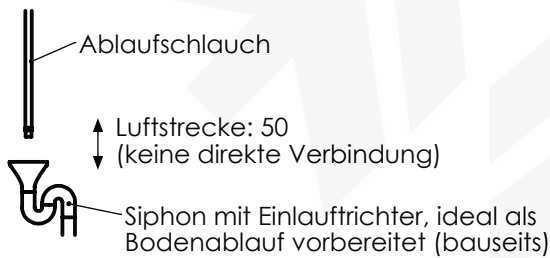 Ablaufschlauch
Luftstrecke: 50
(keine direkte Verbindung)
Siphon mit Einlauftrichter, ideal als
Bodenablauf vorbereitet (bauseits)